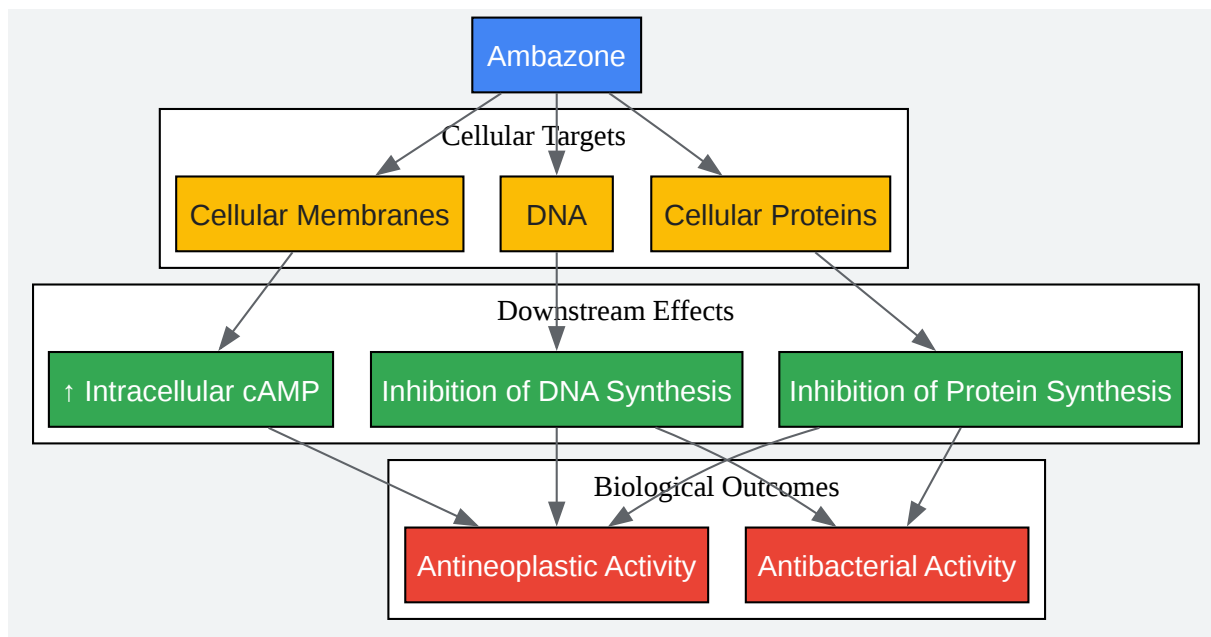 Ambazone
Cellular Targets
Cellular Membranes
DNA
Cellular Proteins
Downstream Effects
↑ Intracellular cAMP
Inhibition of DNA Synthesis
Inhibition of Protein Synthesis
Biological Outcomes
Antineoplastic Activity
Antibacterial Activity